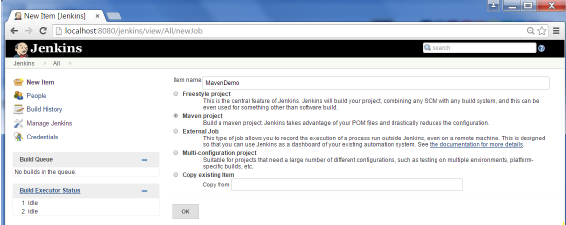 New Item [Jenkins]
localhost:8080/jenkins/view/All/newJob
Jenkins
search
Jenkins
All
New Item
People
Build History
Manage Jenkins
Credentials
Build Queue
No builds in the queue.
Build Executor Status
1 Idle
2 Idle
Item name
MavenDemo
Freestyle project
This is the central feature of Jenkins. Jenkins will build your project, combining any SCM with any build system, and this can be
even used for something other than software build.
Maven project
Build a maven project. Jenkins takes advantage of your POM files and drastically reduces the configuration.
External Job
This type of job allows you to record the execution of a process run outside Jenkins, even on a remote machine. This is designed
so that you can use Jenkins as a dashboard of your existing automation system. See the documentation for more details.
Multi-configuration project
Suitable for projects that need a large number of different configurations, such as testing on multiple environments, platform-
specific builds, etc.
Copy existing Item
Copy from
OK